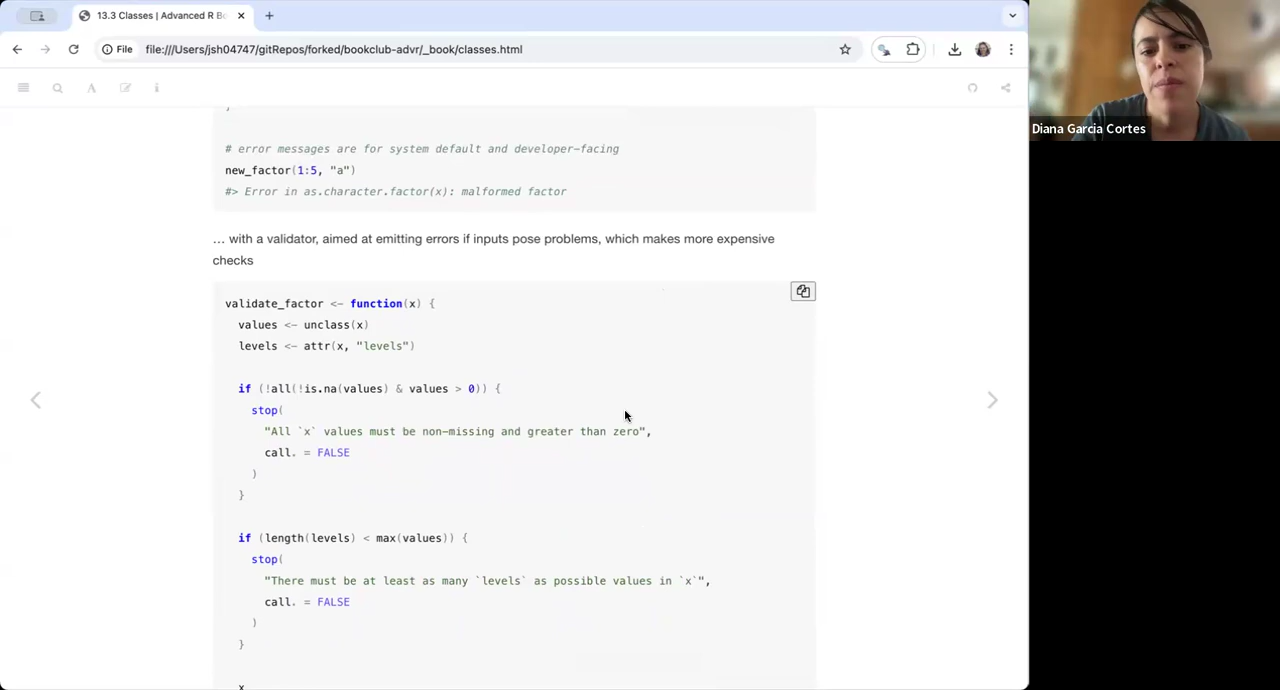 13.3 Classes | Advanced R Bo
File file:///Users/jsh04747/gitRepos/forked/bookclub-advr/_book/classes.html
}
# error messages are for system default and developer-facing
new_factor(1:5, "a")
#> Error in as.character.factor(x): malformed factor
… with a validator, aimed at emitting errors if inputs pose problems, which makes more expensive
checks
validate_factor <- function(x) {
  values <- unclass(x)
  levels <- attr(x, "levels")
  if (!all(!is.na(values) & values > 0)) {
    stop(
      "All `x` values must be non-missing and greater than zero",
      call. = FALSE
    )
  }
  if (length(levels) < max(values)) {
    stop(
      "There must be at least as many `levels` as possible values in `x`",
      call. = FALSE
    )
  }
  x
Diana Garcia Cortes